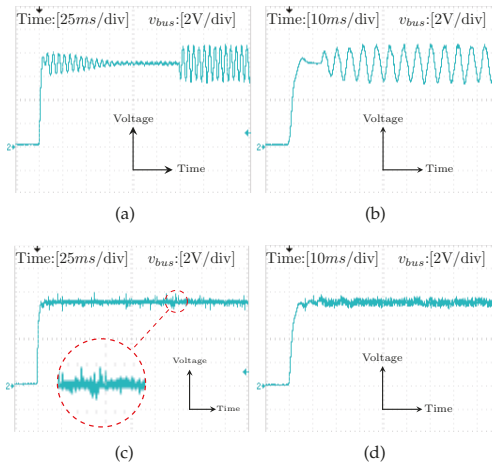 Time:[25ms/div] v_bus:[2V/div]
Voltage
Time
2
(a)
Time:[10ms/div] v_bus:[2V/div]
Voltage
Time
2
(b)
Time:[25ms/div] v_bus:[2V/div]
Voltage
Time
2
(c)
Time:[10ms/div] v_bus:[2V/div]
Voltage
Time
2
(d)